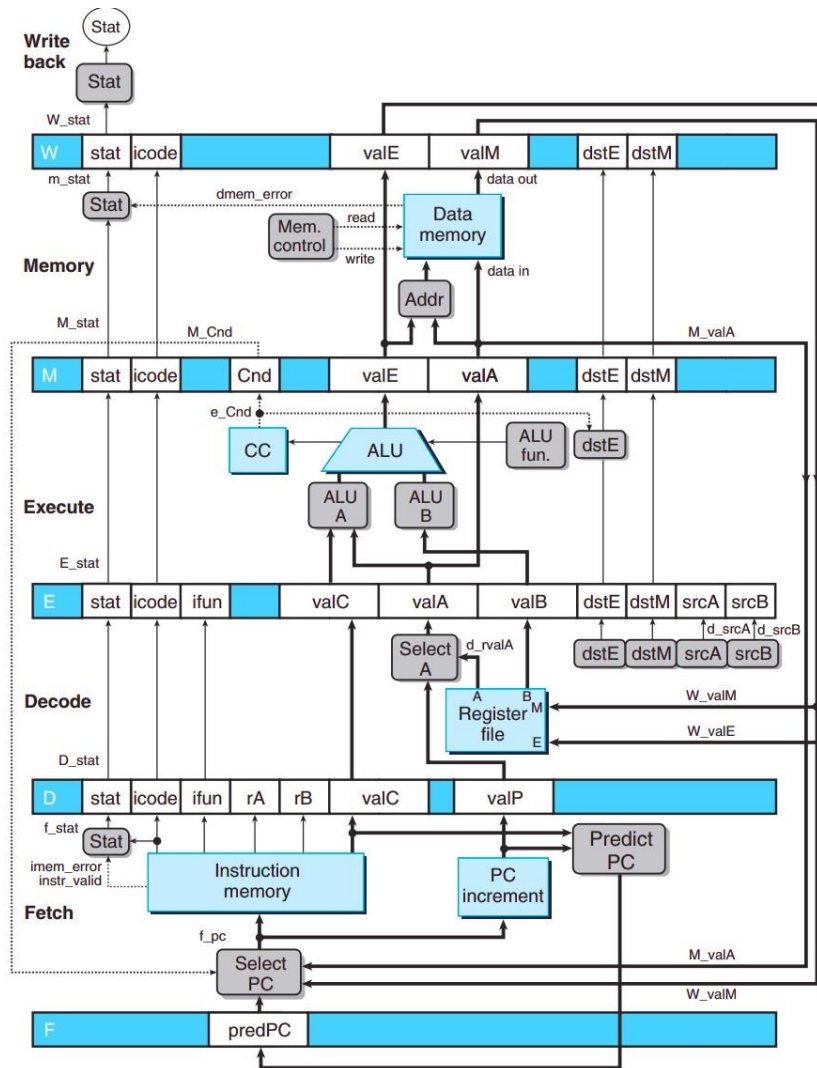 Stat
Write
back
Stat
W_stat
W stat icode valE valM dstE dstM
m_stat
data out
dmem_error
Stat
read
Mem.
control
Data
memory
write
data in
Memory
Addr
M_stat
M_Cnd
M_valA
M stat icode Cnd valE valA dstE dstM
e_Cnd
CC
ALU
ALU
fun.
dstE
ALU
A
ALU
B
Execute
E_stat
E stat icode ifun valC valA valB dstE dstM srcA srcB
d_srcA
d_srcB
Select
A
d_rvalA
dstE dstM srcA srcB
A B
M
Register
file
E
W_valM
W_valE
Decode
D_stat
D stat icode ifun rA rB valC valP
f_stat
Stat
imem_error
instr_valid
Instruction
memory
PC
increment
Predict
PC
Fetch
f_pc
Select
PC
M_valA
W_valM
F predPC